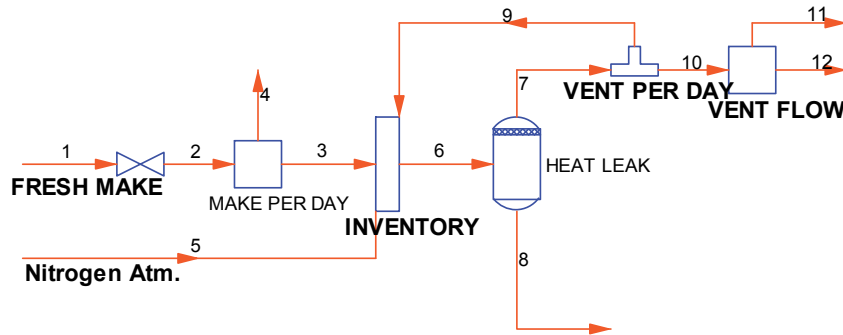 9
11
10
12
7
VENT PER DAY
VENT FLOW
4
1
2
3
6
HEAT LEAK
FRESH MAKE
MAKE PER DAY
INVENTORY
5
Nitrogen Atm.
8